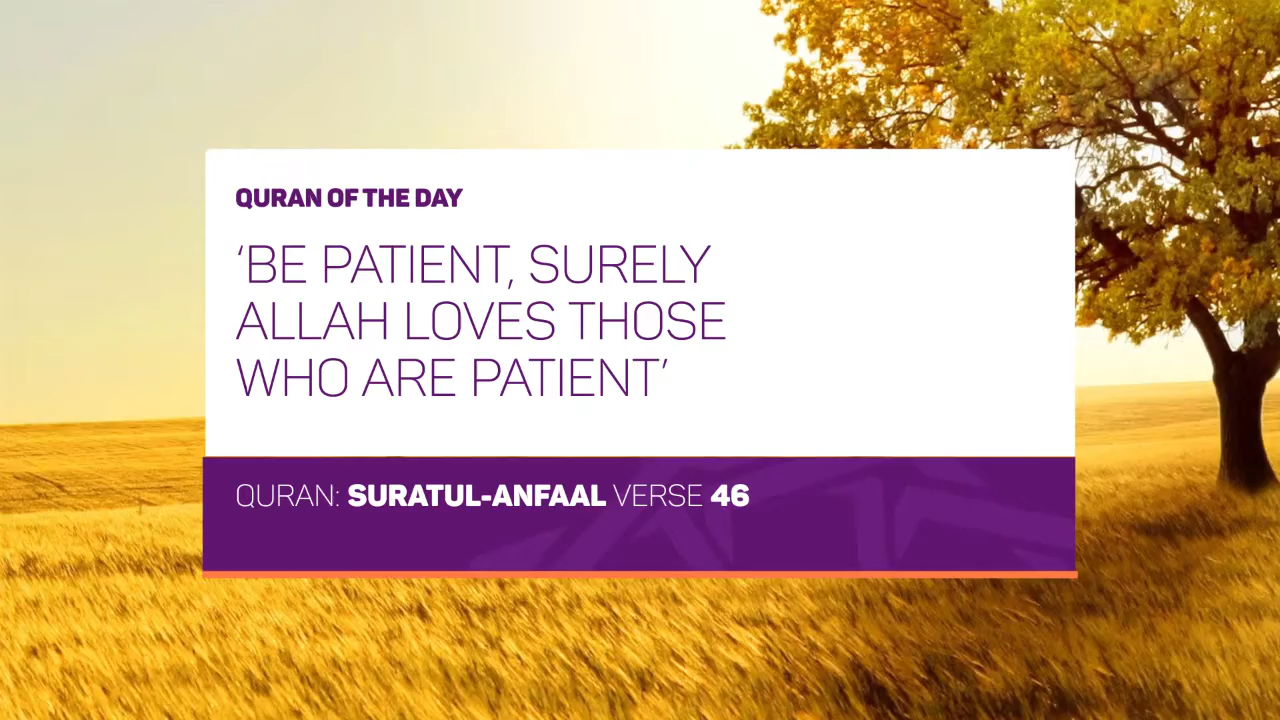 QURAN OF THE DAY
‘BE PATIENT, SURELY
ALLAH LOVES THOSE
WHO ARE PATIENT’
QURAN: SURATUL-ANFAAL VERSE 46